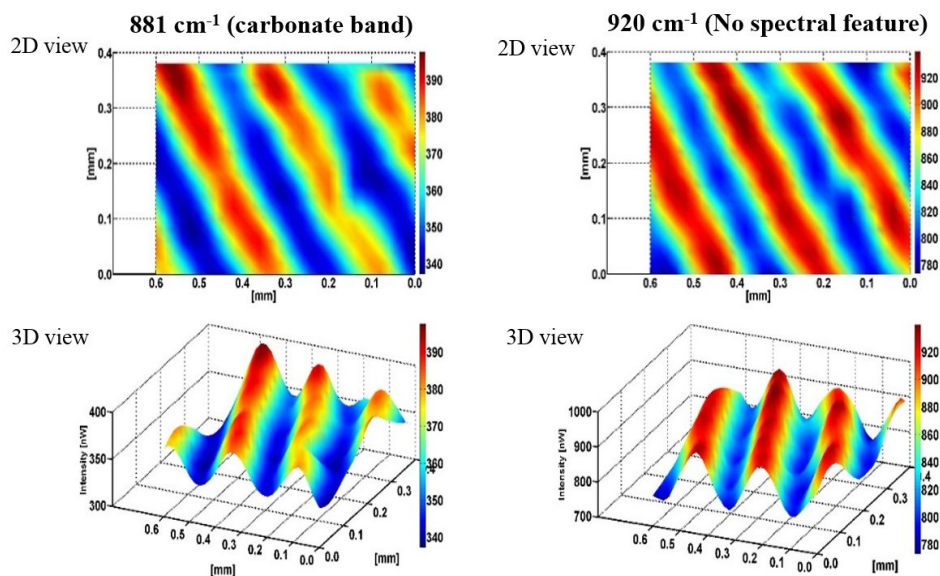 881 cm-1 (carbonate band)
920 cm-1 (No spectral feature)
2D view
0.4
0.3
0.2
0.1
0.0
[mm]
0.6 0.5 0.4 0.3 0.2 0.1 0.0
[mm]
390
380
370
360
350
340
2D view
0.4
0.3
0.2
0.1
0.0
[mm]
0.6 0.5 0.4 0.3 0.2 0.1 0.0
[mm]
920
900
880
860
840
820
800
780
3D view
400
350
300
Intensity [nW]
0.6 0.5 0.4 0.3 0.2 0.1 0.0
[mm]
0.0 0.1 0.2 0.3
[mm]
390
380
370
360
350
340
3D view
1000
900
800
700
Intensity [nW]
0.6 0.5 0.4 0.3 0.2 0.1 0.0
[mm]
0.0 0.1 0.2 0.3
[mm]
920
900
880
860
840
820
800
780